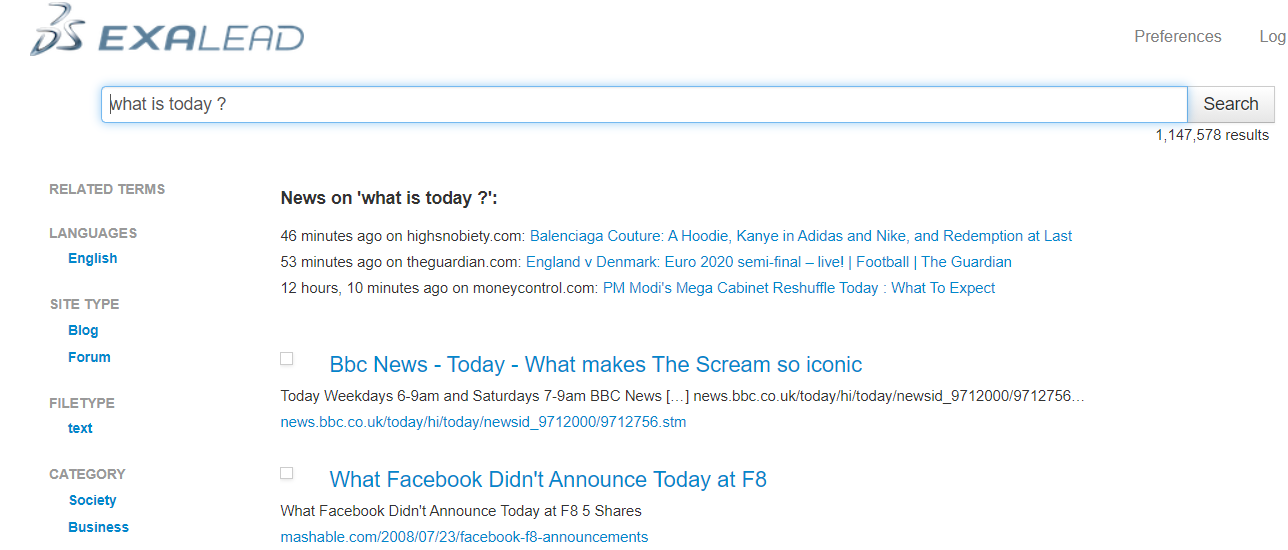 EXALEAD
Preferences Log
what is today ? Search
1,147,578 results
RELATED TERMS
LANGUAGES
English
SITE TYPE
Blog
Forum
FILETYPE
text
CATEGORY
Society
Business
News on 'what is today ?':
46 minutes ago on highsnobiety.com: Balenciaga Couture: A Hoodie, Kanye in Adidas and Nike, and Redemption at Last
53 minutes ago on theguardian.com: England v Denmark: Euro 2020 semi-final – live! | Football | The Guardian
12 hours, 10 minutes ago on moneycontrol.com: PM Modi's Mega Cabinet Reshuffle Today : What To Expect
Bbc News - Today - What makes The Scream so iconic
Today Weekdays 6-9am and Saturdays 7-9am BBC News […] news.bbc.co.uk/today/hi/today/newsid_9712000/9712756…
news.bbc.co.uk/today/hi/today/newsid_9712000/9712756.stm
What Facebook Didn't Announce Today at F8
What Facebook Didn't Announce Today at F8 5 Shares
mashable.com/2008/07/23/facebook-f8-announcements